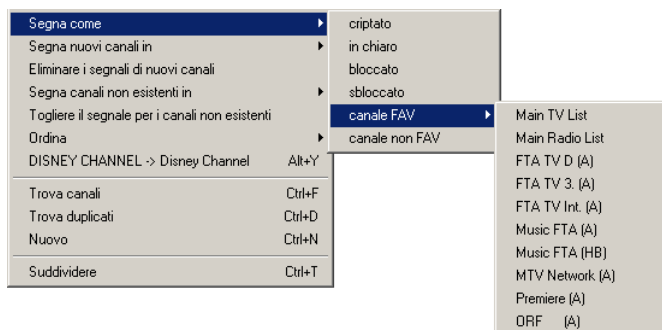 Segna come
Segna nuovi canali in
Eliminare i segnali di nuovi canali
Segna canali non esistenti in
Togliere il segnale per i canali non esistenti
Ordina
DISNEY CHANNEL -> Disney Channel Alt+Y
Trova canali Ctrl+F
Trova duplicati Ctrl+D
Nuovo Ctrl+N
Suddividere Ctrl+T
criptato
in chiaro
bloccato
sbloccato
canale FAV
canale non FAV
Main TV List
Main Radio List
FTA TV D (A)
FTA TV 3. (A)
FTA TV Int. (A)
Music FTA (A)
Music FTA (HB)
MTV Network (A)
Premiere (A)
ORF (A)